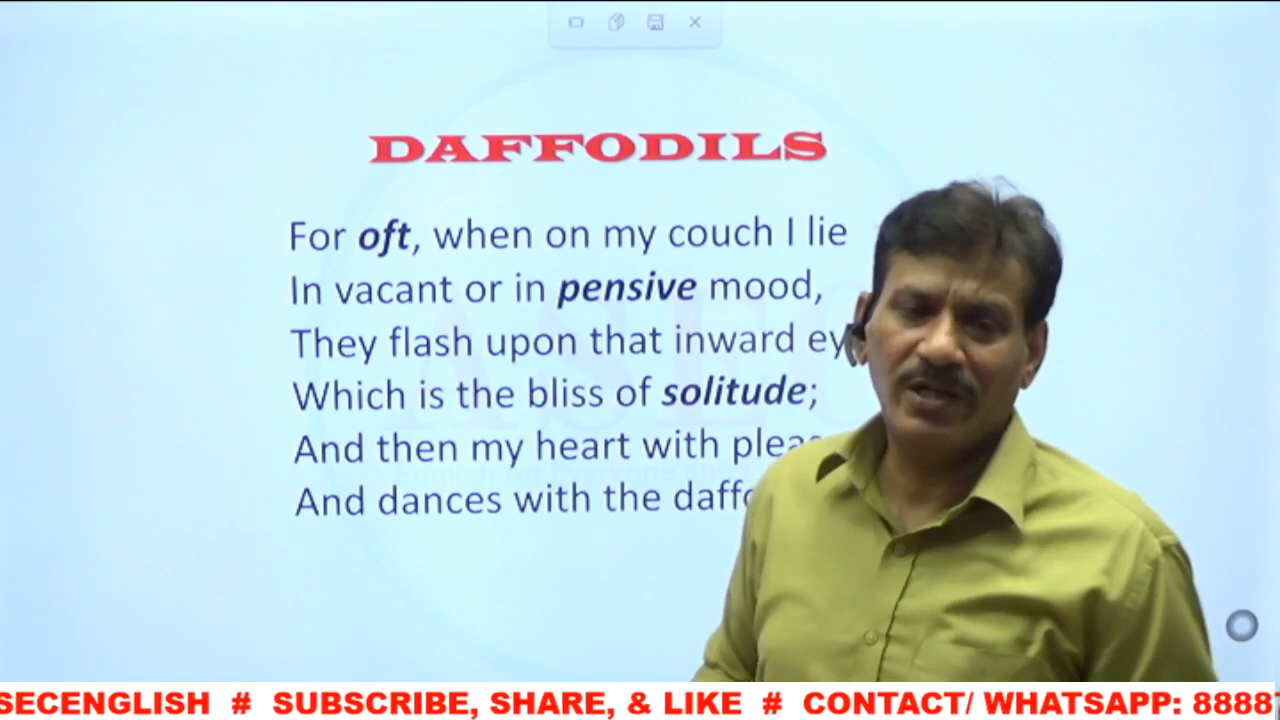 DAFFODILS
For oft, when on my couch I lie
In vacant or in pensive mood,
They flash upon that inward
Which is the bliss of solitude;
And then my heart with
And dances with the
SECENGLISH # SUBSCRIBE, SHARE, & LIKE # CONTACT/ WHATSAPP: 8888